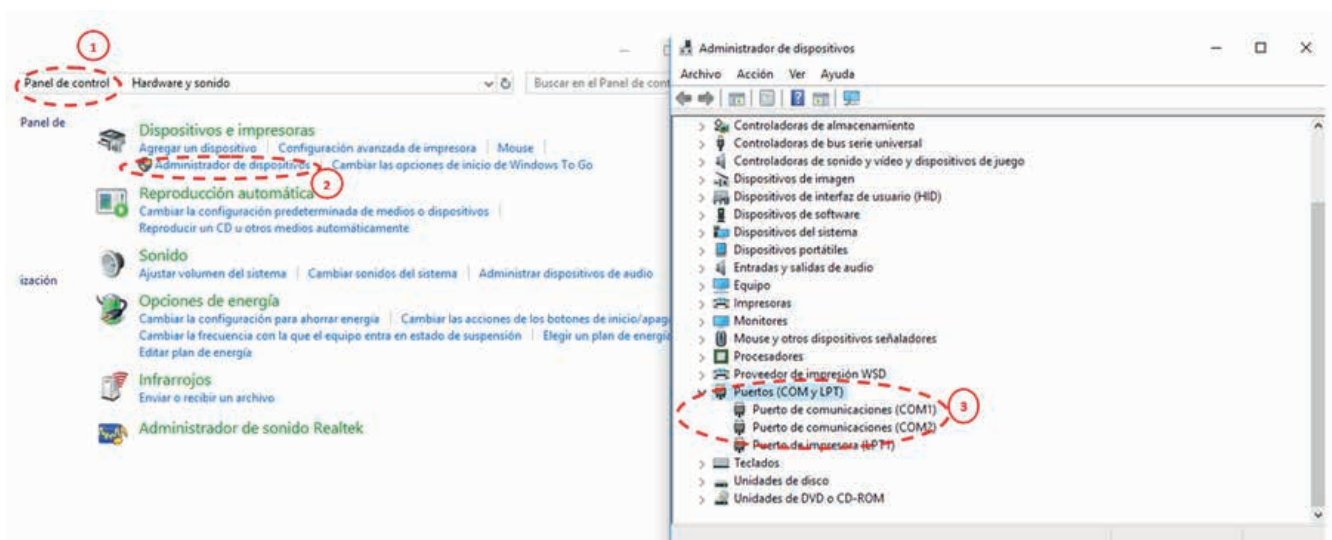 1
Panel de control Hardware y sonido Buscar en el Panel de cont
Panel de
Dispositivos e impresoras
Agregar un dispositivo Configuración avanzada de impresora Mouse
Administrador de dispositivos Cambiar las opciones de inicio de Windows To Go
2
Reproducción automática
Cambiar la configuración predeterminada de medios o dispositivos
Reproducir un CD u otros medios automáticamente
Sonido
Ajustar volumen del sistema Cambiar sonidos del sistema Administrar dispositivos de audio
ización
Opciones de energía
Cambiar la configuración para ahorrar energía Cambiar las acciones de los botones de inicio/apag
Cambiar la frecuencia con la que el equipo entra en estado de suspensión Elegir un plan de energía
Editar plan de energía
Infrarrojos
Enviar o recibir un archivo
Administrador de sonido Realtek
Administrador de dispositivos
Archivo Acción Ver Ayuda
Controladoras de almacenamiento
Controladoras de bus serie universal
Controladoras de sonido y vídeo y dispositivos de juego
Dispositivos de imagen
Dispositivos de interfaz de usuario (HID)
Dispositivos de software
Dispositivos del sistema
Dispositivos portátiles
Entradas y salidas de audio
Equipo
Impresoras
Monitores
Mouse y otros dispositivos señaladores
Procesadores
Proveedor de impresión WSD
Puertos (COM y LPT)
Puerto de comunicaciones (COM1)
3
Puerto de comunicaciones (COM2)
Puerto de impresora (LPT1)
Teclados
Unidades de disco
Unidades de DVD o CD-ROM